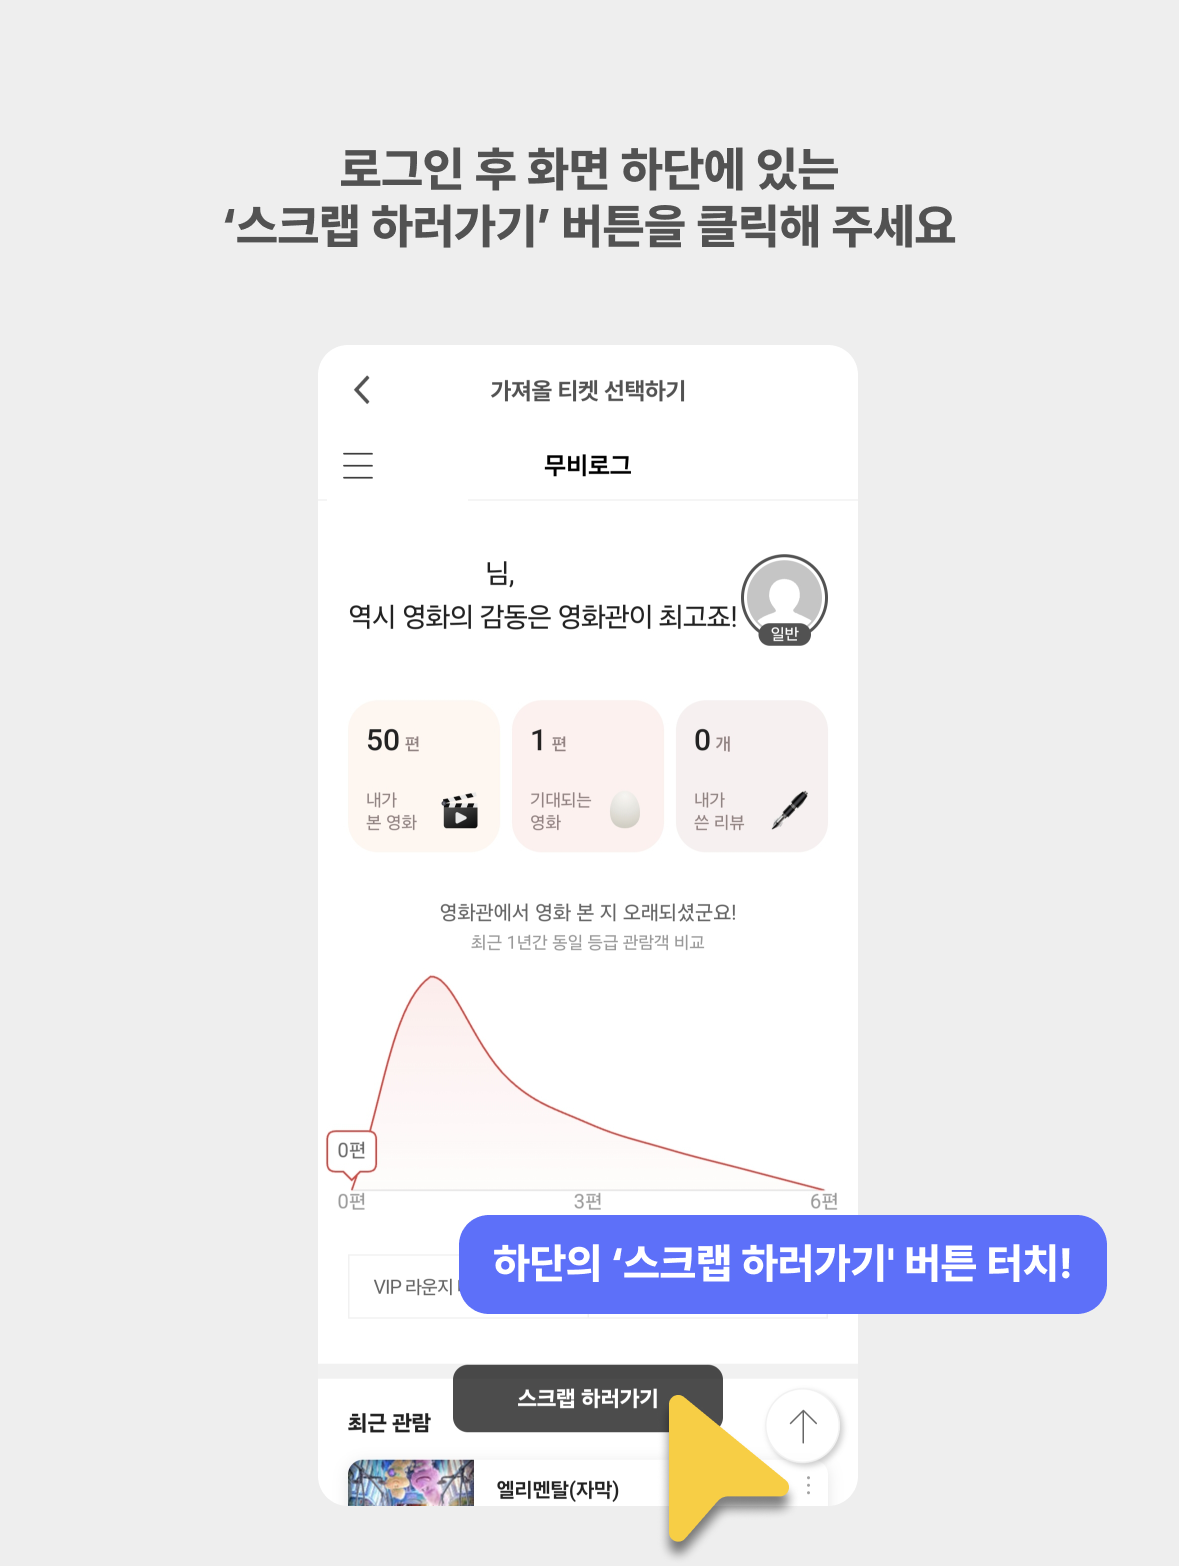 로그인 후 화면 하단에 있는
‘스크랩 하러가기’ 버튼을 클릭해 주세요
가져올 티켓 선택하기
무비로그
님,
역시 영화의 감동은 영화관이 최고죠!
일반
50 편
내가
본 영화
1 편
기대되는
영화
0 개
내가
쓴 리뷰
영화관에서 영화 본 지 오래되셨군요!
최근 1년간 동일 등급 관람객 비교
0편
0편
3편
6편
하단의 ‘스크랩 하러가기' 버튼 터치!
VIP 라운지
스크랩 하러가기
최근 관람
엘리멘탈(자막)